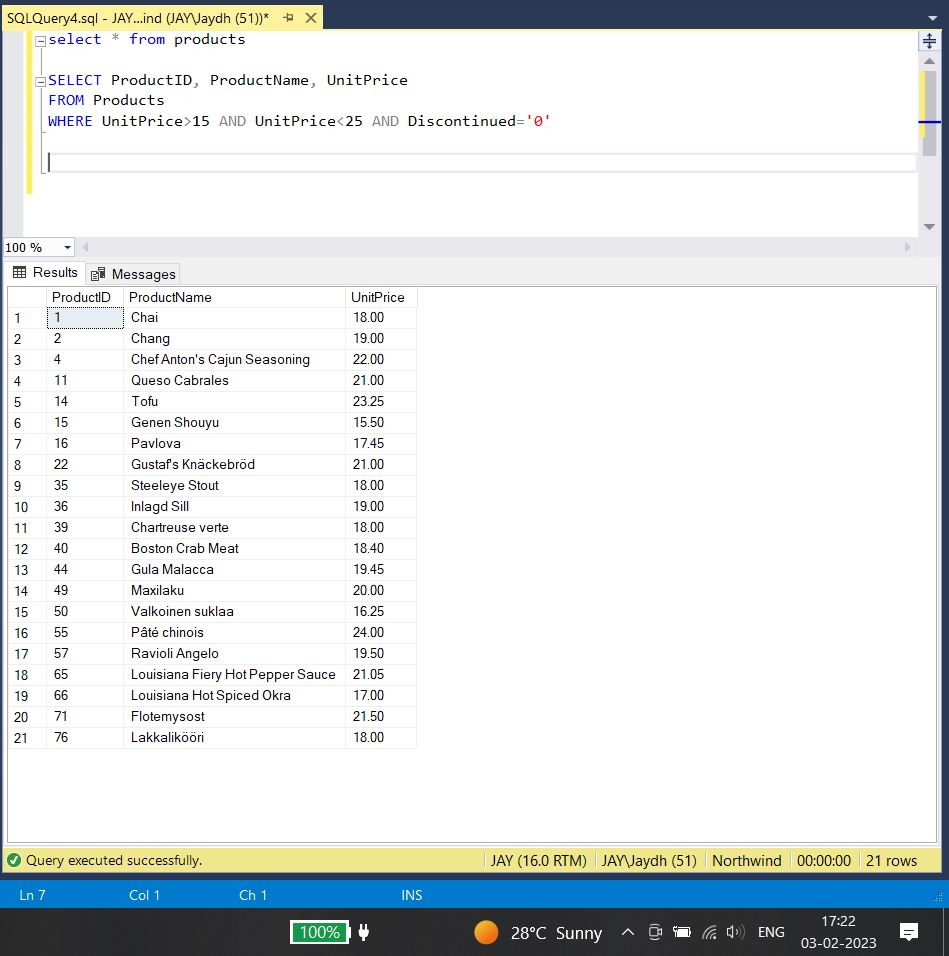 SQLQuery4.sql - JAY...ind (JAY\Jaydh (51))*
select * from products
SELECT ProductID, ProductName, UnitPrice
FROM Products
WHERE UnitPrice>15 AND UnitPrice<25 AND Discontinued='0'
100 %
Results Messages
ProductID ProductName UnitPrice
1 1 Chai 18.00
2 2 Chang 19.00
3 4 Chef Anton's Cajun Seasoning 22.00
4 11 Queso Cabrales 21.00
5 14 Tofu 23.25
6 15 Genen Shouyu 15.50
7 16 Pavlova 17.45
8 22 Gustaf's Knäckebröd 21.00
9 35 Steeleye Stout 18.00
10 36 Inlagd Sill 19.00
11 39 Chartreuse verte 18.00
12 40 Boston Crab Meat 18.40
13 44 Gula Malacca 19.45
14 49 Maxilaku 20.00
15 50 Valkoinen suklaa 16.25
16 55 Pâté chinois 24.00
17 57 Ravioli Angelo 19.50
18 65 Louisiana Fiery Hot Pepper Sauce 21.05
19 66 Louisiana Hot Spiced Okra 17.00
20 71 Flotemysost 21.50
21 76 Lakkalikööri 18.00
Query executed successfully. JAY (16.0 RTM) JAY\Jaydh (51) Northwind 00:00:00 21 rows
Ln 7 Col 1 Ch 1 INS
100% 28°C Sunny ENG 17:22
03-02-2023